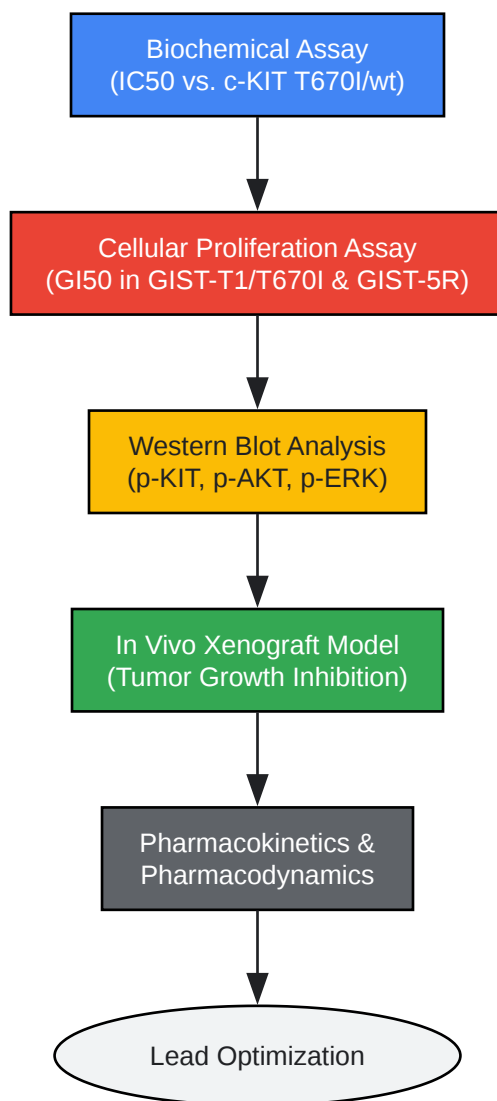 Biochemical Assay
(IC50 vs. c-KIT T670I/wt)
Cellular Proliferation Assay
(GI50 in GIST-T1/T670I & GIST-5R)
Western Blot Analysis
(p-KIT, p-AKT, p-ERK)
In Vivo Xenograft Model
(Tumor Growth Inhibition)
Pharmacokinetics &
Pharmacodynamics
Lead Optimization